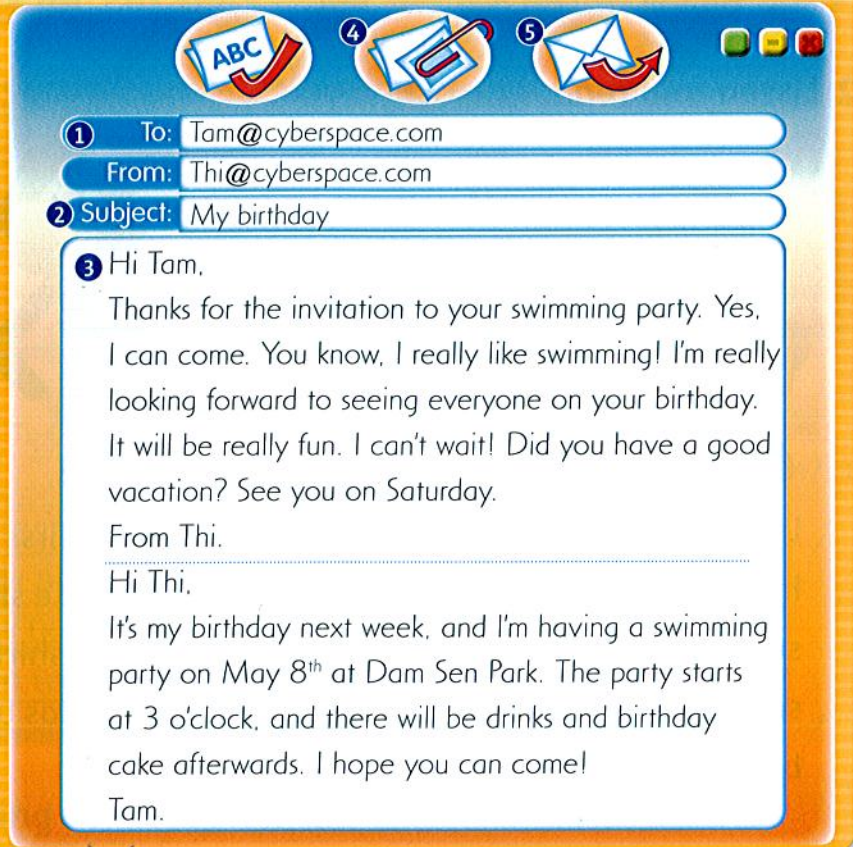 ABC
4
5
1 To: Tam@cyberspace.com
From: Thi@cyberspace.com
2 Subject: My birthday
3 Hi Tam,
Thanks for the invitation to your swimming party. Yes,
I can come. You know, I really like swimming! I'm really
looking forward to seeing everyone on your birthday.
It will be really fun. I can't wait! Did you have a good
vacation? See you on Saturday.
From Thi.
Hi Thi,
It's my birthday next week, and I'm having a swimming
party on May 8th at Dam Sen Park. The party starts
at 3 o'clock, and there will be drinks and birthday
cake afterwards. I hope you can come!
Tam.